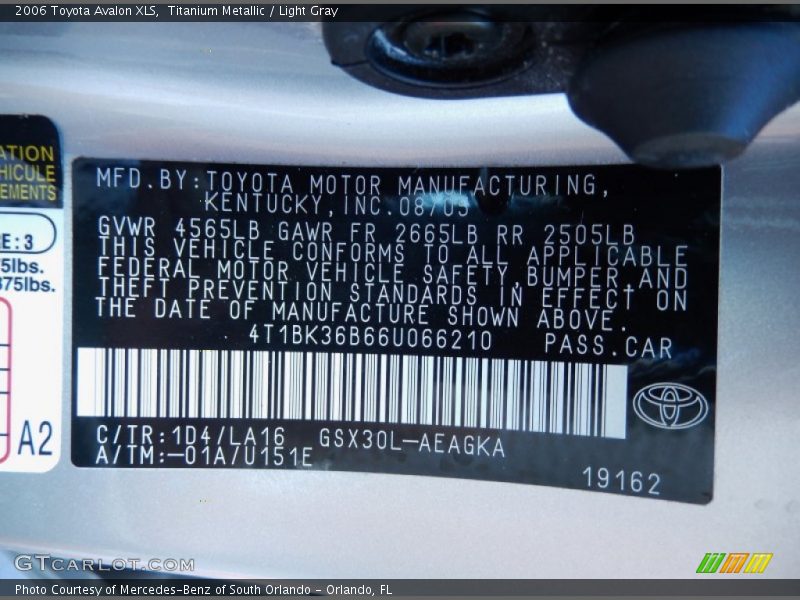 2006 Toyota Avalon XLS,  Titanium Metallic / Light Gray
ATION
HICULE
EMENTS
E:3
5lbs.
375lbs.
A2
MFD.BY:TOYOTA MOTOR MANUFACTURING,
KENTUCKY,INC.08/05
GVWR 4565LB GAWR FR 2665LB RR 2505LB
THIS VEHICLE CONFORMS TO ALL APPLICABLE
FEDERAL MOTOR VEHICLE SAFETY,BUMPER,AND
THEFT PREVENTION STANDARDS IN EFFECT ON
THE DATE OF MANUFACTURE SHOWN ABOVE.
4T1BK36B66U066210 PASS.CAR
C/TR:1D4/LA16 GSX30L-AEAGKA
A/TM:-01A/U151E
19162
GTCARLOT.COM
Photo Courtesy of Mercedes-Benz of South Orlando - Orlando, FL